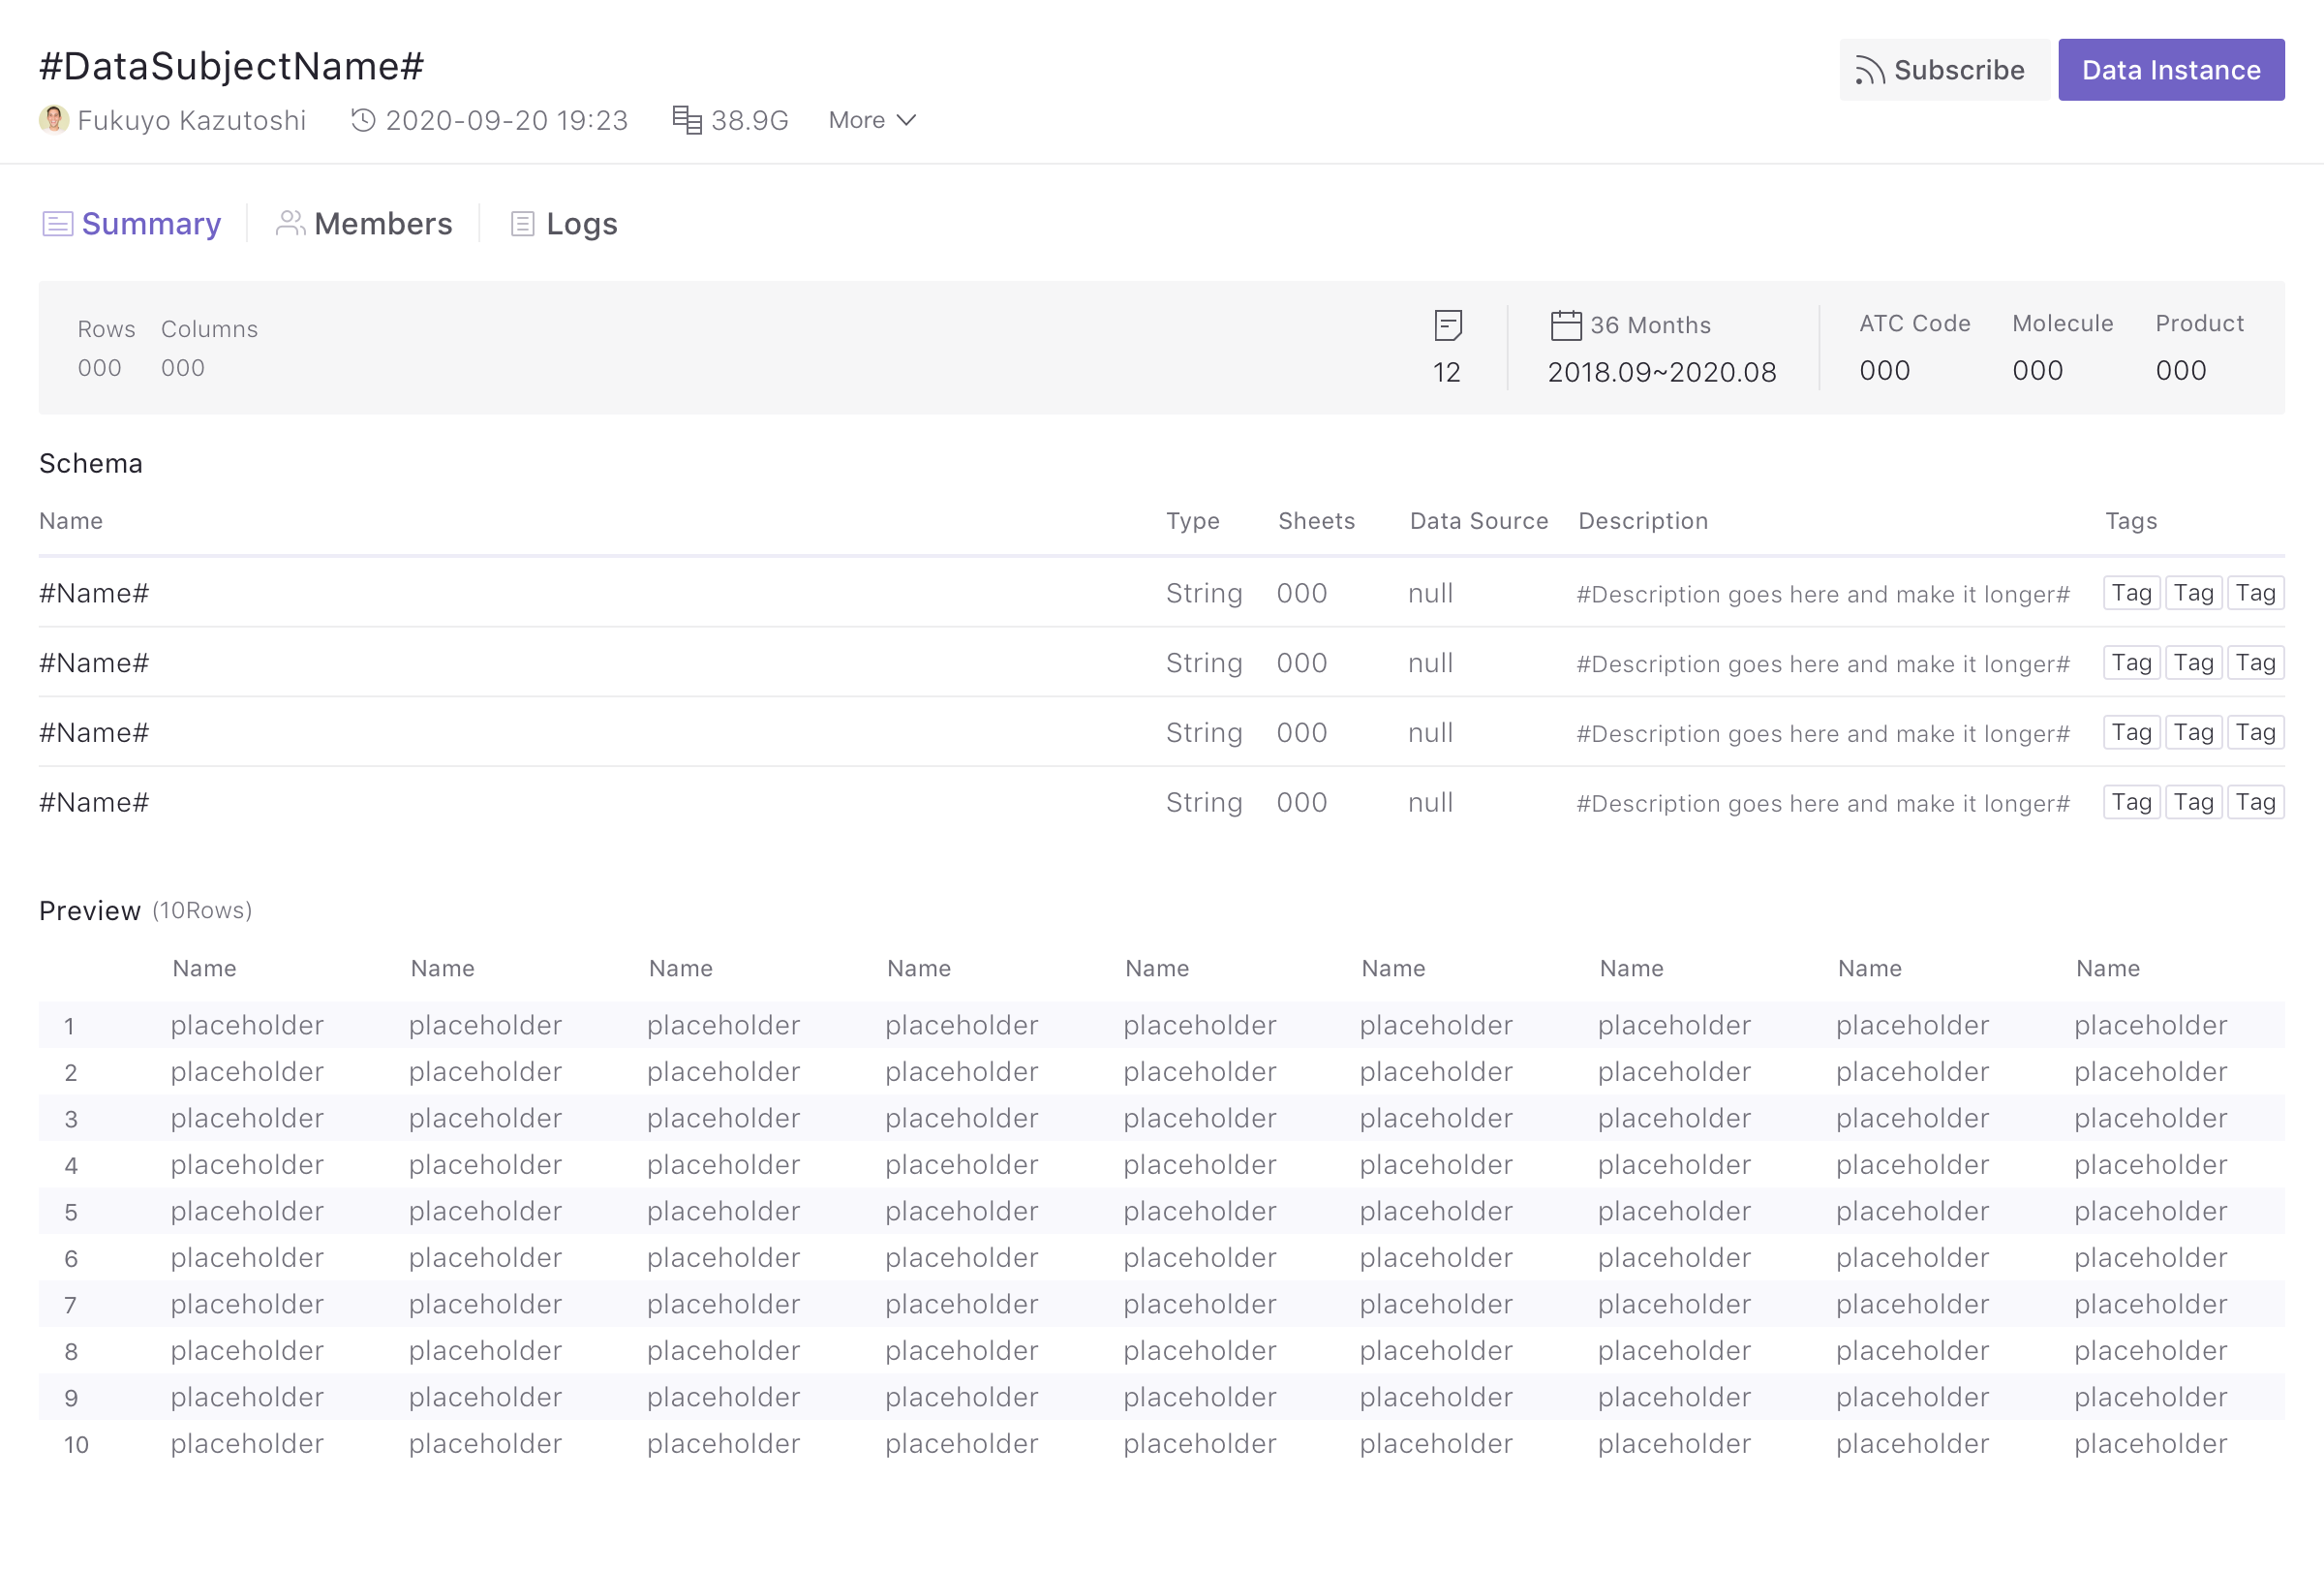 #DataSubjectName#
Subscribe Data Instance
Fukuyo Kazutoshi 2020-09-20 19:23 38.9G More
Summary Members Logs
Rows Columns 36 Months ATC Code Molecule Product
000 000 12 2018.09~2020.08 000 000 000
Schema
Name Type Sheets Data Source Description Tags
#Name# String 000 null #Description goes here and make it longer# Tag Tag Tag
#Name# String 000 null #Description goes here and make it longer# Tag Tag Tag
#Name# String 000 null #Description goes here and make it longer# Tag Tag Tag
#Name# String 000 null #Description goes here and make it longer# Tag Tag Tag
Preview (10Rows)
Name Name Name Name Name Name Name Name Name
1 placeholder placeholder placeholder placeholder placeholder placeholder placeholder placeholder placeholder
2 placeholder placeholder placeholder placeholder placeholder placeholder placeholder placeholder placeholder
3 placeholder placeholder placeholder placeholder placeholder placeholder placeholder placeholder placeholder
4 placeholder placeholder placeholder placeholder placeholder placeholder placeholder placeholder placeholder
5 placeholder placeholder placeholder placeholder placeholder placeholder placeholder placeholder placeholder
6 placeholder placeholder placeholder placeholder placeholder placeholder placeholder placeholder placeholder
7 placeholder placeholder placeholder placeholder placeholder placeholder placeholder placeholder placeholder
8 placeholder placeholder placeholder placeholder placeholder placeholder placeholder placeholder placeholder
9 placeholder placeholder placeholder placeholder placeholder placeholder placeholder placeholder placeholder
10 placeholder placeholder placeholder placeholder placeholder placeholder placeholder placeholder placeholder